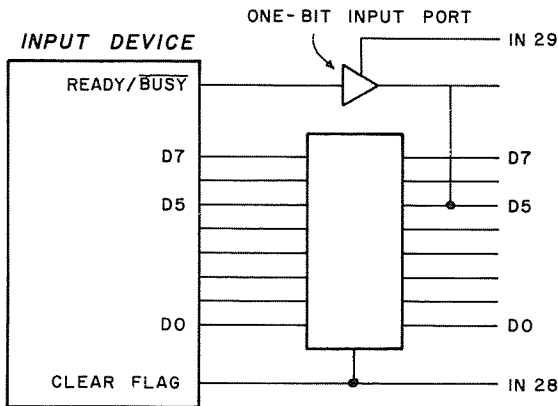 ONE-BIT INPUT PORT
INPUT DEVICE
IN 29
READY/BUSY
D7
D7
D5
D5
D0
D0
CLEAR FLAG
IN 28